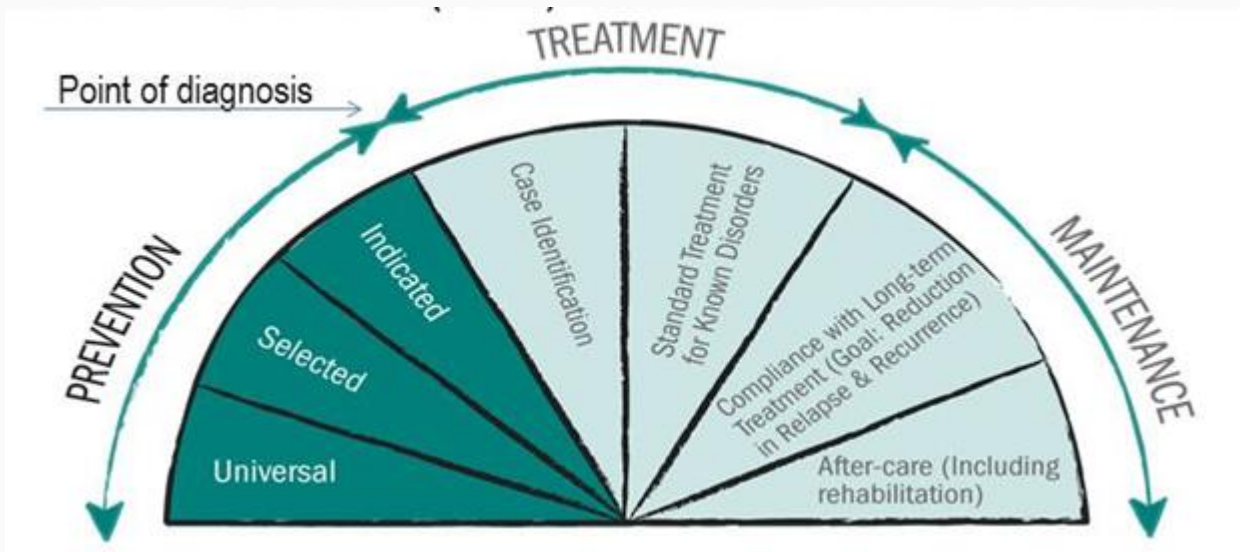 TREATMENT
Point of diagnosis
PREVENTION
MAINTENANCE
Universal
Selected
Indicated
Case Identification
Standard Treatment
for Known Disorders
Compliance with Long-term
Treatment (Goal: Reduction
in Relapse & Recurrence)
After-care (Including
rehabilitation)